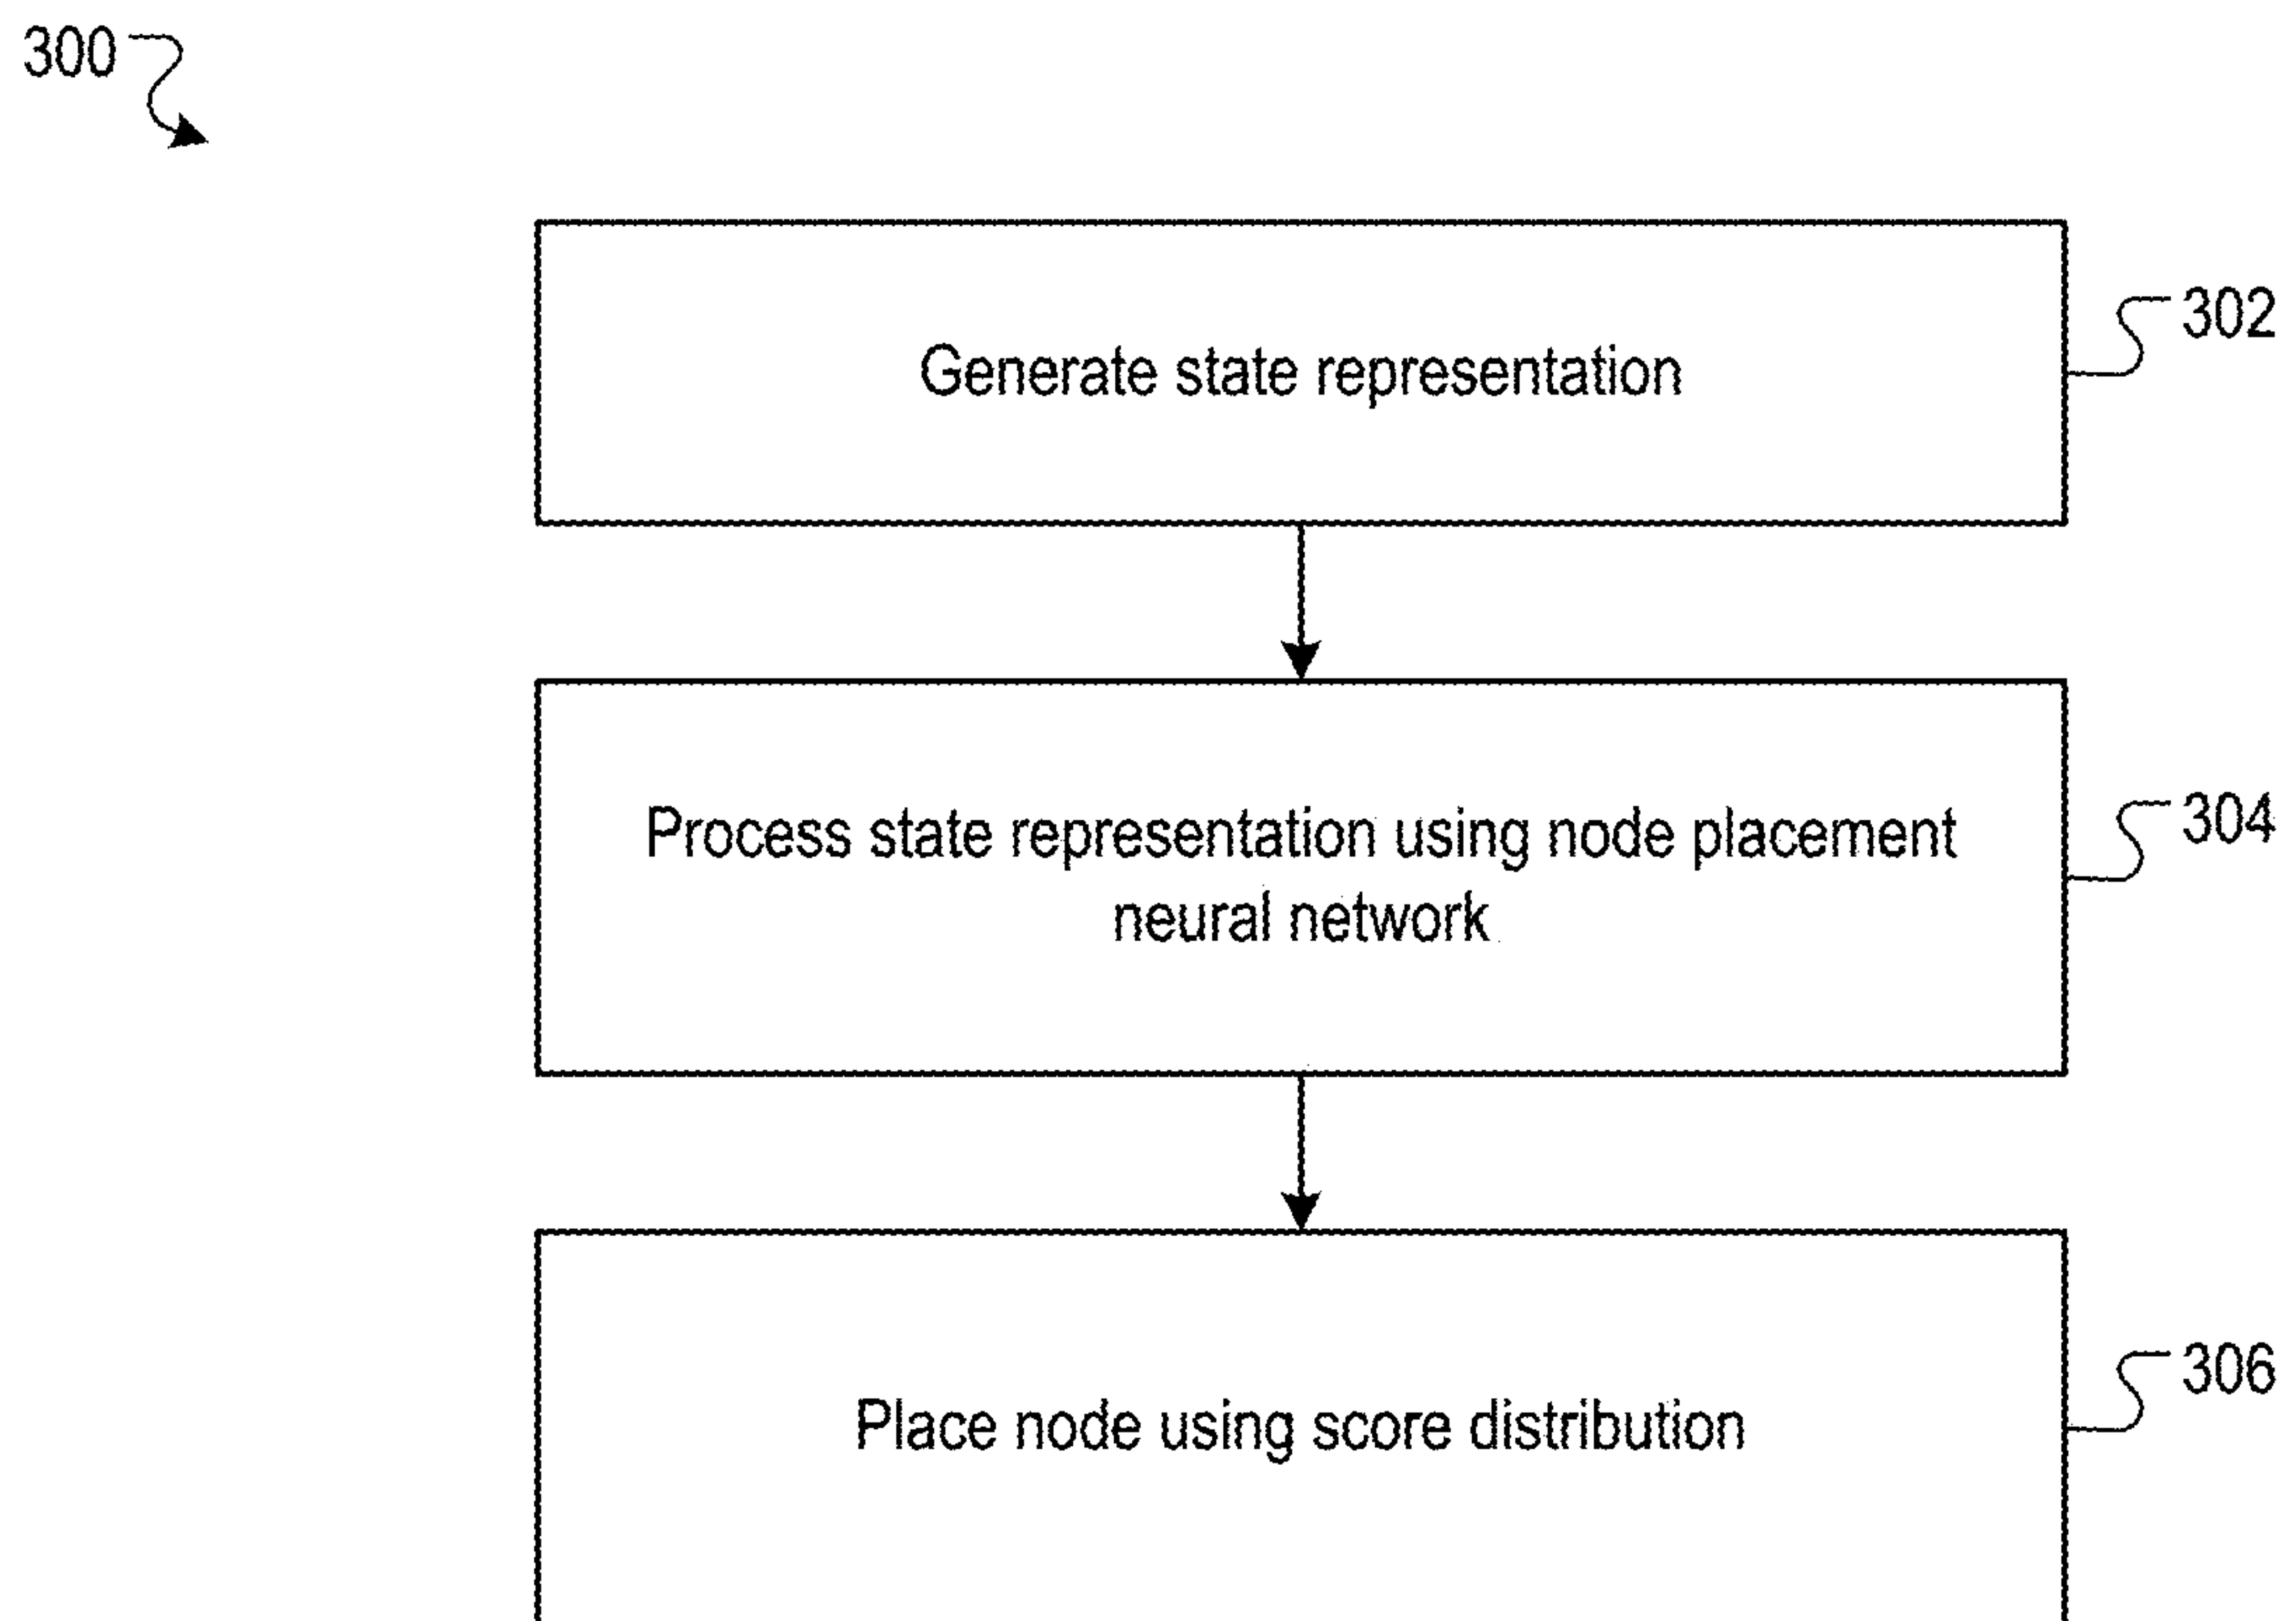 300
Generate state representation
302
Process state representation using node placement
neural network
304
Place node using score distribution
306